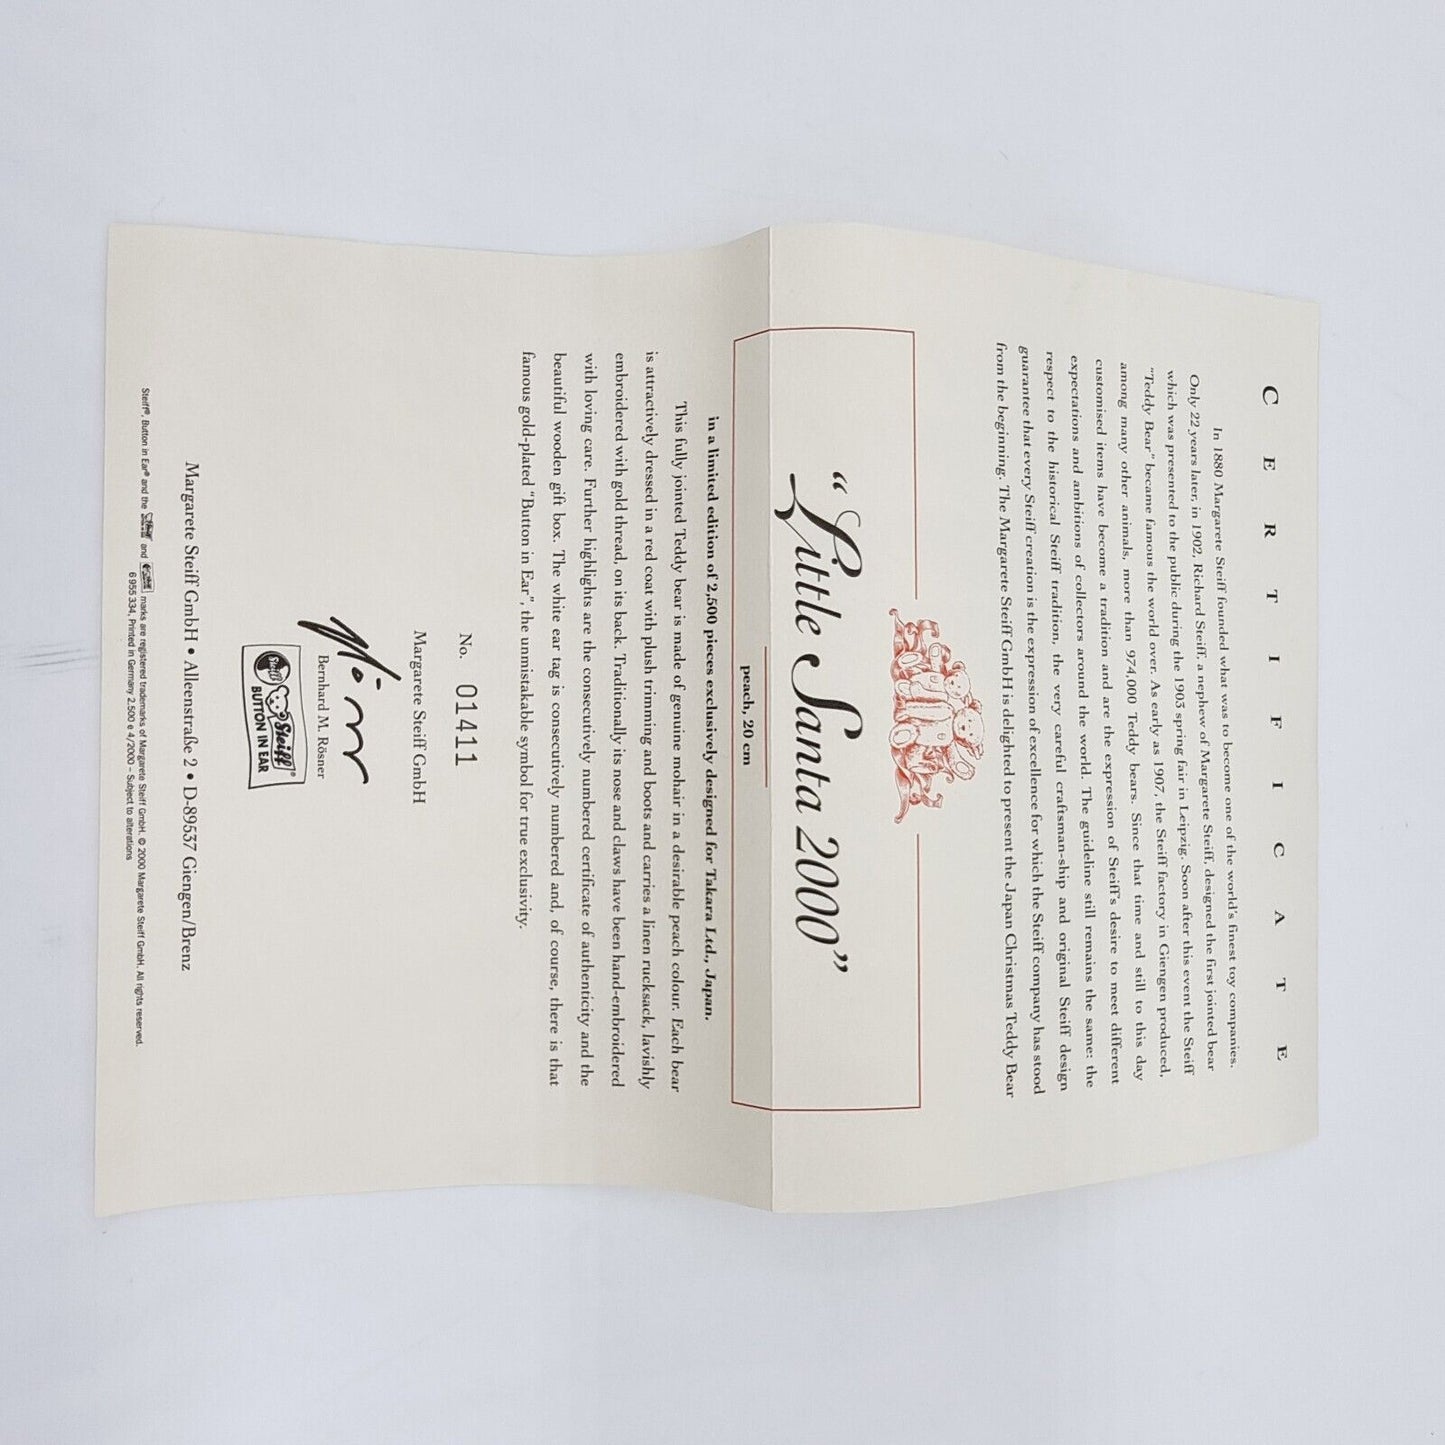 CERTIFICATE
In 1880 Margarete Steiff founded what was to become one of the world's finest toy companies.
Only 22 years later, in 1902, Richard Steiff, a nephew of Margarete Steiff, designed the first jointed bear
which was presented to the public during the 1903 spring fair in Leipzig. Soon after this event the Steiff
"Teddy Bear" became famous the world over. As early as 1907, the Steiff factory in Giengen produced,
among many other animals, more than 974,000 Teddy bears. Since that time and still to this day
customised items have become a tradition and are the expression of Steiff's desire to meet different
expectations and ambitions of collectors around the world. The guideline still remains the same: the
respect to the historical Steiff tradition, the very careful craftsman-ship and original Steiff design
guarantee that every Steiff creation is the expression of excellence for which the Steiff company has stood
from the beginning. The Margarete Steiff GmbH is delighted to present the Japan Christmas Teddy Bear
"Little Santa 2000"
peach, 20 cm
in a limited edition of 2,500 pieces exclusively designed for Takara Ltd., Japan.
This fully jointed Teddy bear is made of genuine mohair in a desirable peach colour. Each bear
is attractively dressed in a red coat with plush trimming and boots and carries a linen rucksack, lavishly
embroidered with gold thread, on its back. Traditionally its nose and claws have been hand-embroidered
with loving care. Further highlights are the consecutively numbered certificate of authenticity and the
beautiful wooden gift box. The white ear tag is consecutively numbered and, of course, there is that
famous gold-plated "Button in Ear", the unmistakable symbol for true exclusivity.
No. 01411
Margarete Steiff GmbH
Bernhard M. Rösner
Steiff
Steiff®
BUTTON IN EAR
Margarete Steiff GmbH • Alleenstraße 2 • D-89537 Giengen/Brenz
Steiff®, Button in Ear® and the and marks are registered trademarks of Margarete Steiff GmbH. © 2000 Margarete Steiff GmbH. All rights reserved.
6 955 334, Printed in Germany 2.500 e 4/2000 – Subject to alterations